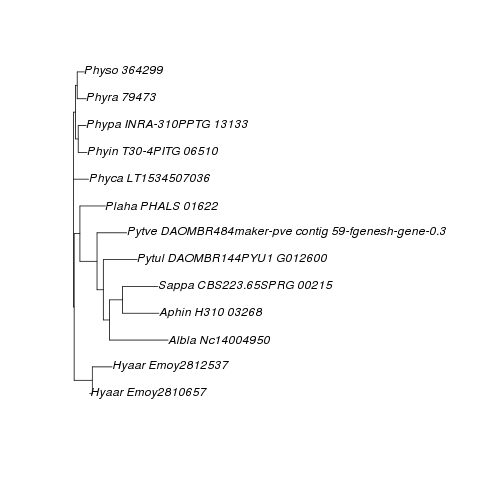 Physo 364299
Phyra 79473
Phypa INRA-310PPTG 13133
Phyin T30-4PITG 06510
Phyca LT1534507036
Plaha PHALS 01622
Pytve DAOMBR484maker-pve contig 59-fgenesh-gene-0.3
Pytul DAOMBR144PYU1 G012600
Sappa CBS223.65SPRG 00215
Aphin H310 03268
Albla Nc14004950
Hyaar Emoy2812537
Hyaar Emoy2810657